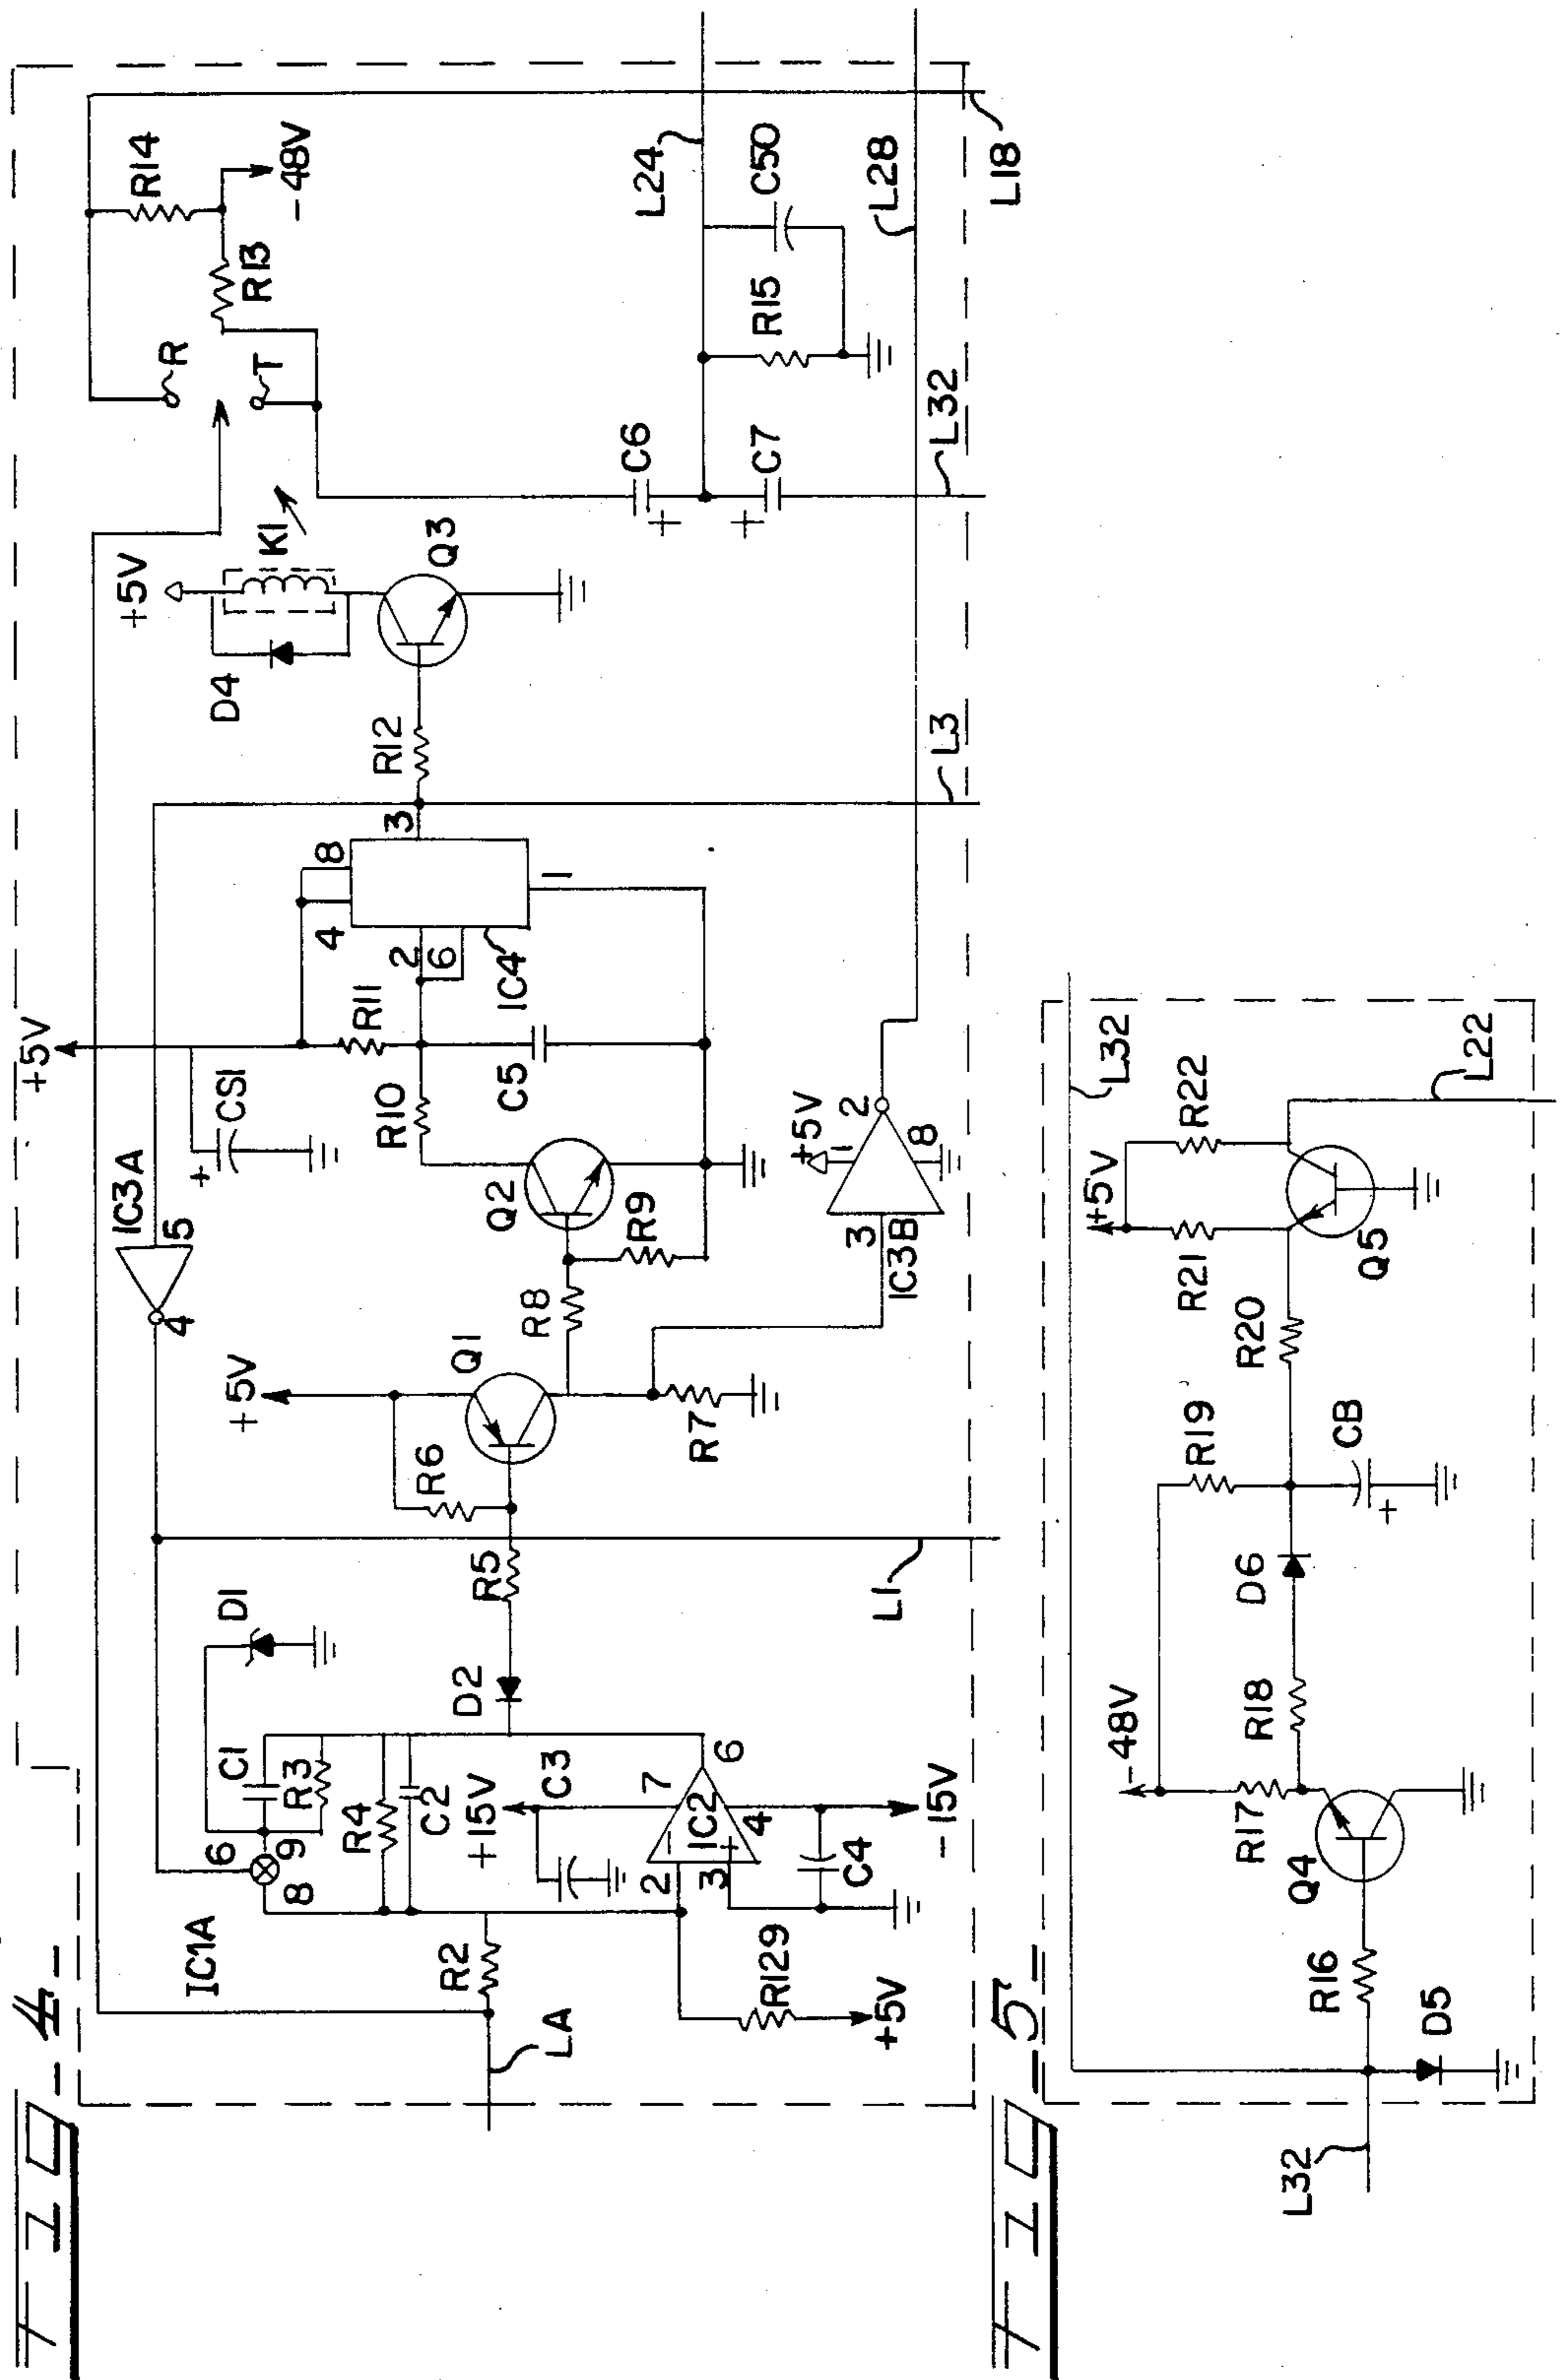 FIG-4-
+5V
R14
-48V
R13
R
T
K1
+5V
D4
Q3
R12
L24
C50
R15
L28
L18
C6
+
C7
+
L32
L3
3
8
4
2
6
1
IC4
R11
+5V
CS1
+
R10
C5
IC3A
5
4
Q2
R9
R8
+5V
1
2
8
3
IC3B
+5V
Q1
R6
R7
R5
L1
D1
D2
C1
R3
R4
C2
6
9
8
IC1A
+15V
C3
7
6
IC2
-
+
2
3
4
C4
-15V
R2
R129
+5V
LA
FIG-5-
L32
+5V
R22
R21
L22
Q5
R20
R19
CB
+
D6
-48V
R18
R17
Q4
R16
D5
L32